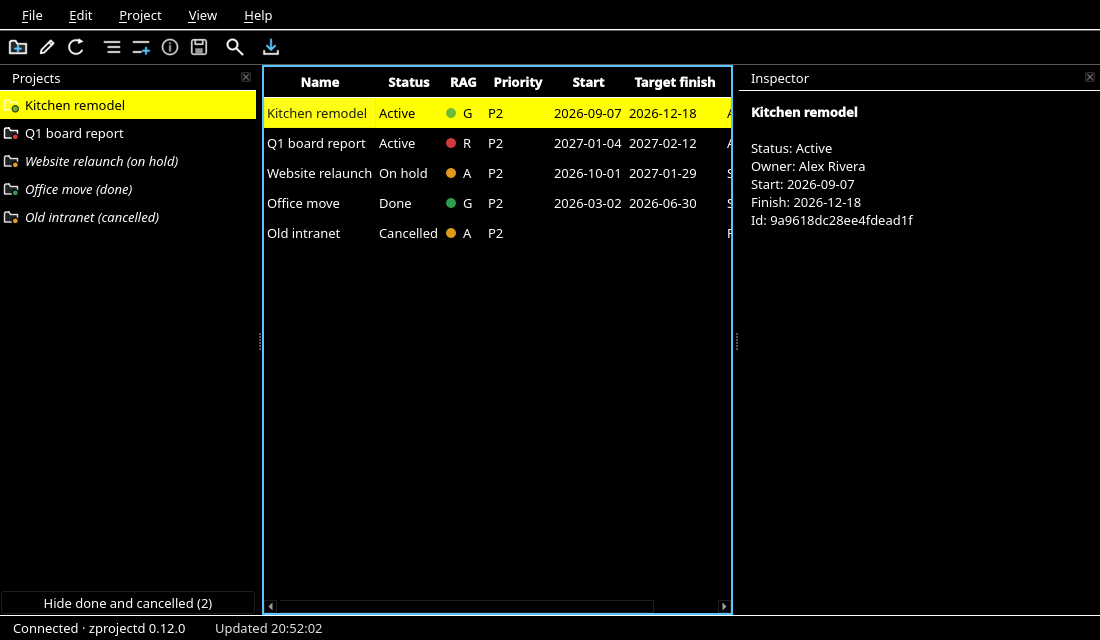 File Edit Project View Help
Projects
Kitchen remodel
Q1 board report
Website relaunch (on hold)
Office move (done)
Old intranet (cancelled)
Hide done and cancelled (2)
Name Status RAG Priority Start Target finish
Kitchen remodel Active G P2 2026-09-07 2026-12-18
Q1 board report Active R P2 2027-01-04 2027-02-12
Website relaunch On hold A P2 2026-10-01 2027-01-29
Office move Done G P2 2026-03-02 2026-06-30
Old intranet Cancelled A P2
Inspector
Kitchen remodel
Status: Active
Owner: Alex Rivera
Start: 2026-09-07
Finish: 2026-12-18
Id: 9a9618dc28ee4fdead1f
Connected · zprojectd 0.12.0 Updated 20:52:02